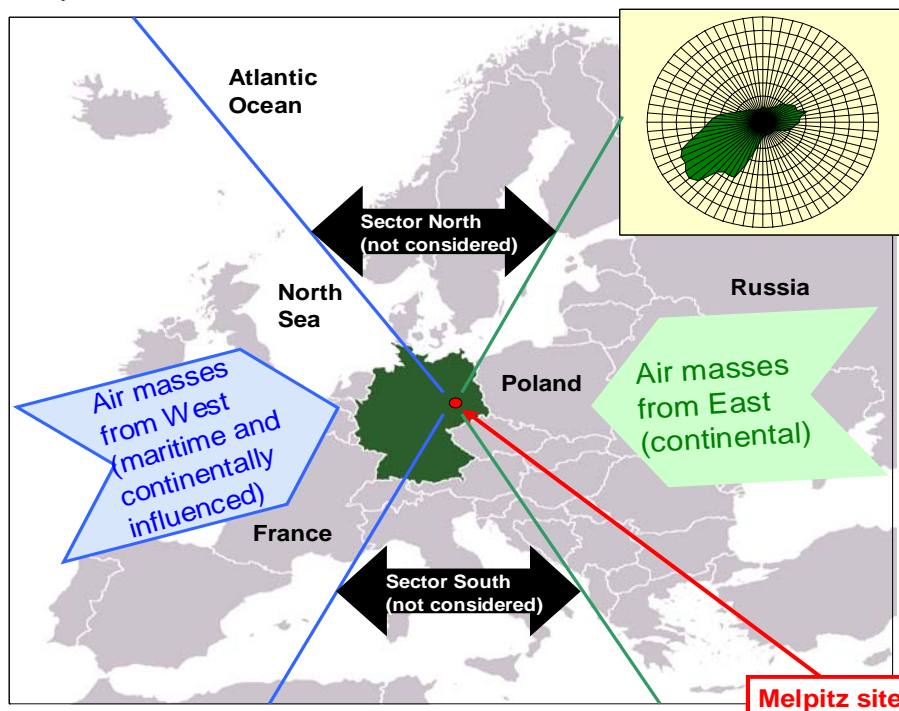 Atlantic
Ocean
Sector North
(not considered)
North
Sea
Russia
Poland
Air masses
from West
(maritime and
continentally
influenced)
Air masses
from East
(continental)
France
Sector South
(not considered)
Melpitz site